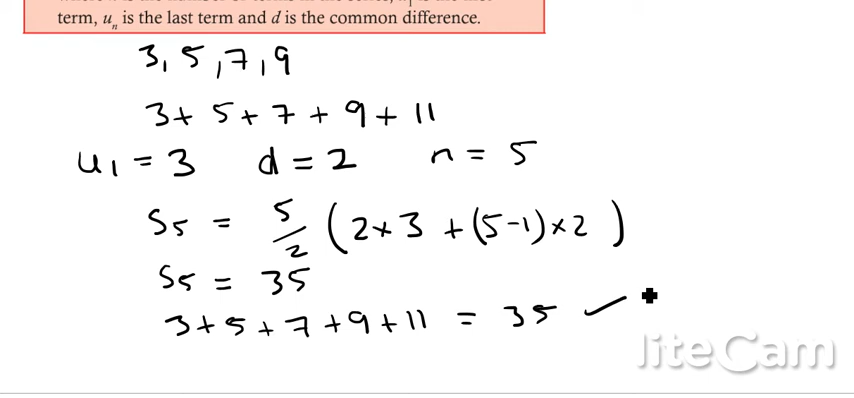 term, uₙ is the last term and d is the common difference.
3, 5, 7, 9
3 + 5 + 7 + 9 + 11
u₁ = 3 d = 2 n = 5
S₅ = 5/2 (2 × 3 + (5-1) × 2)
S₅ = 35
3 + 5 + 7 + 9 + 11 = 35 ✓
liteCam